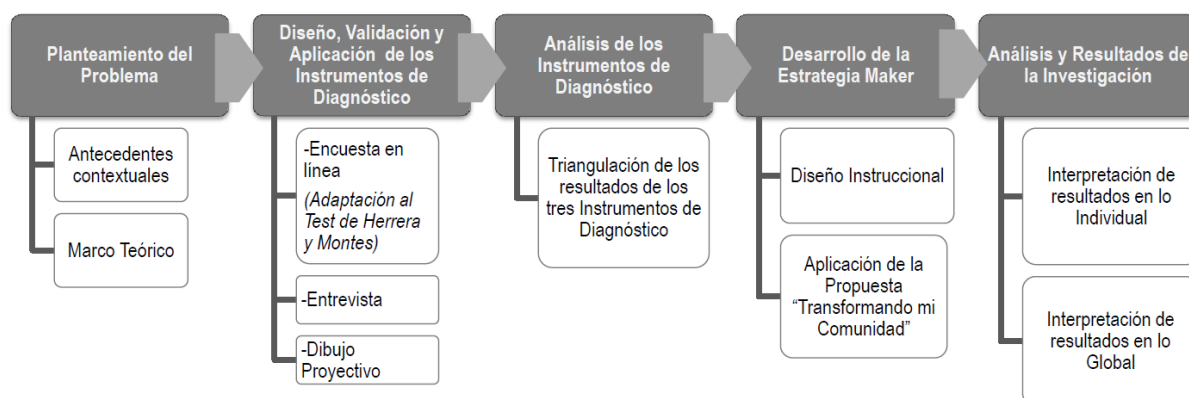 Planteamiento del
Problema
Antecedentes
contextuales
Marco Teórico
Diseño, Validación y
Aplicación de los
Instrumentos de
Diagnóstico
-Encuesta en
línea
(Adaptación al
Test de Herrera
y Montes)
-Entrevista
-Dibujo
Proyectivo
Análisis de los
Instrumentos de
Diagnóstico
Triangulación de los
resultados de los
tres Instrumentos de
Diagnóstico
Desarrollo de la
Estrategia Maker
Diseño Instruccional
Aplicación de la
Propuesta
“Transformando mi
Comunidad”
Análisis y Resultados de
la Investigación
Interpretación de
resultados en lo
Individual
Interpretación de
resultados en lo
Global